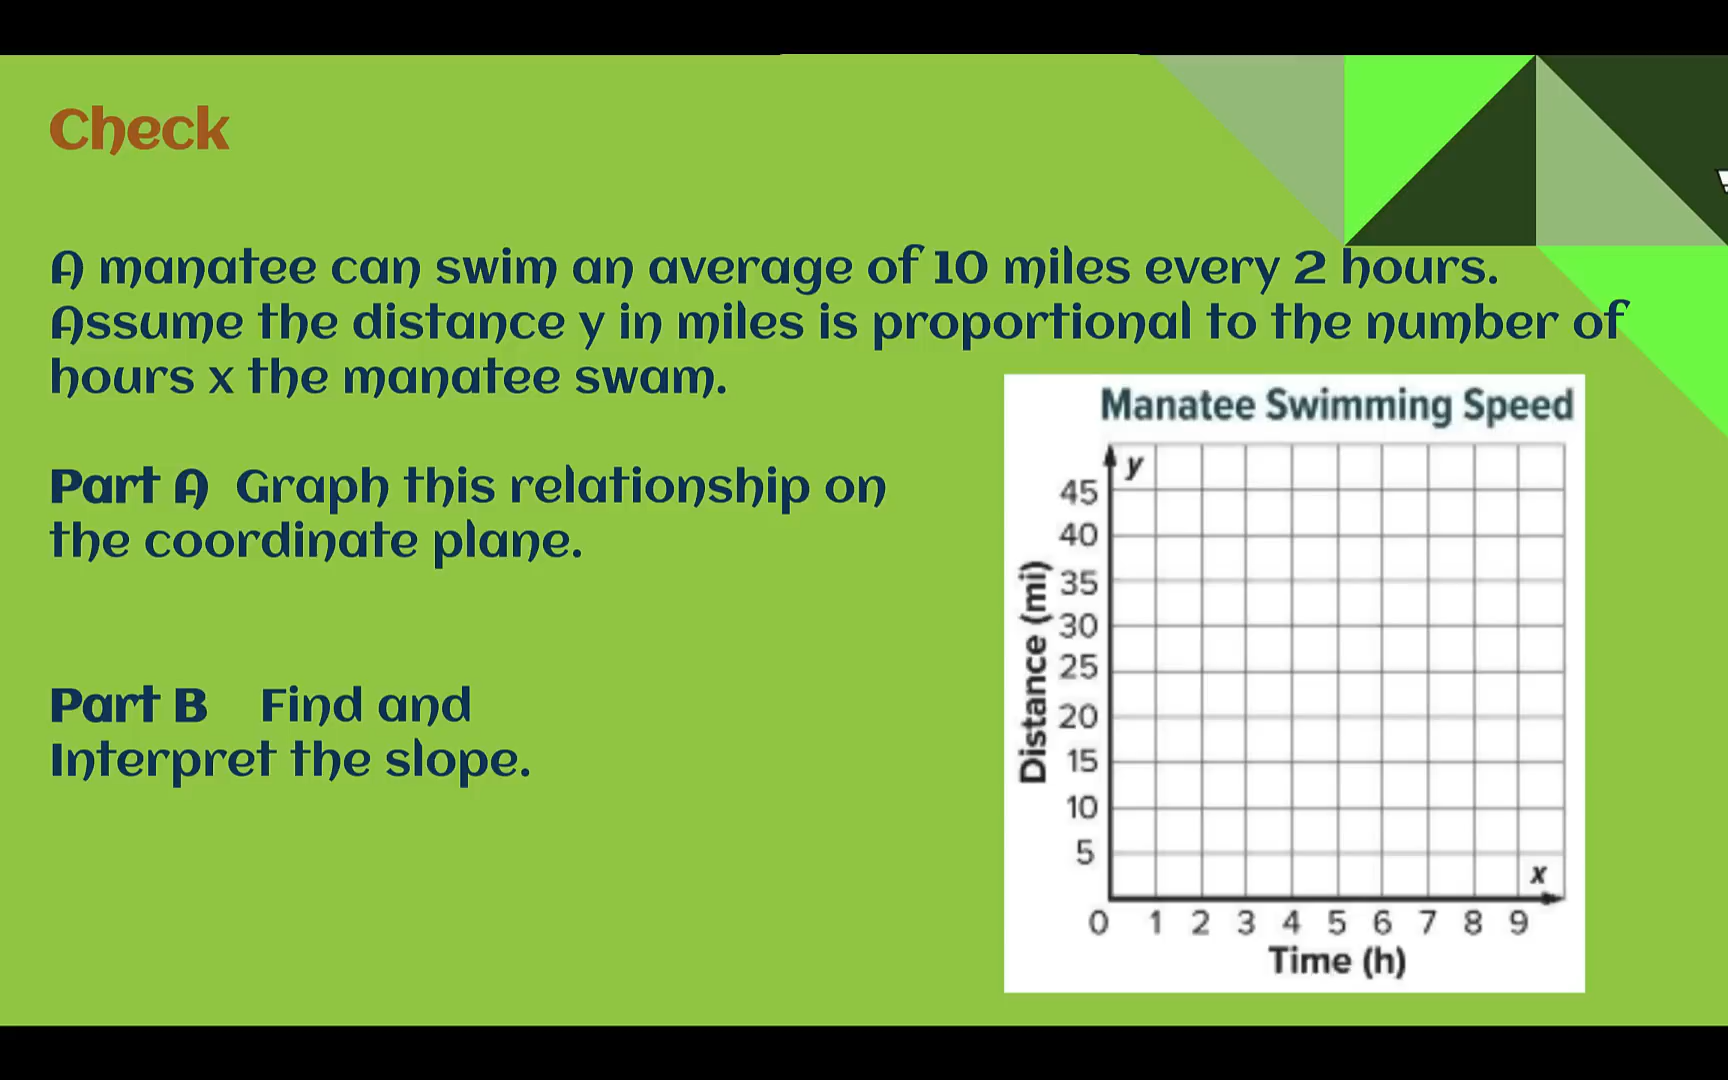 Check
A manatee can swim an average of 10 miles every 2 hours.
Assume the distance y in miles is proportional to the number of
hours x the manatee swam.
Part A Graph this relationship on
the coordinate plane.
Part B Find and
Interpret the slope.
Manatee Swimming Speed
y
45
40
35
30
25
20
15
10
5
Distance (mi)
x
0 1 2 3 4 5 6 7 8 9
Time (h)